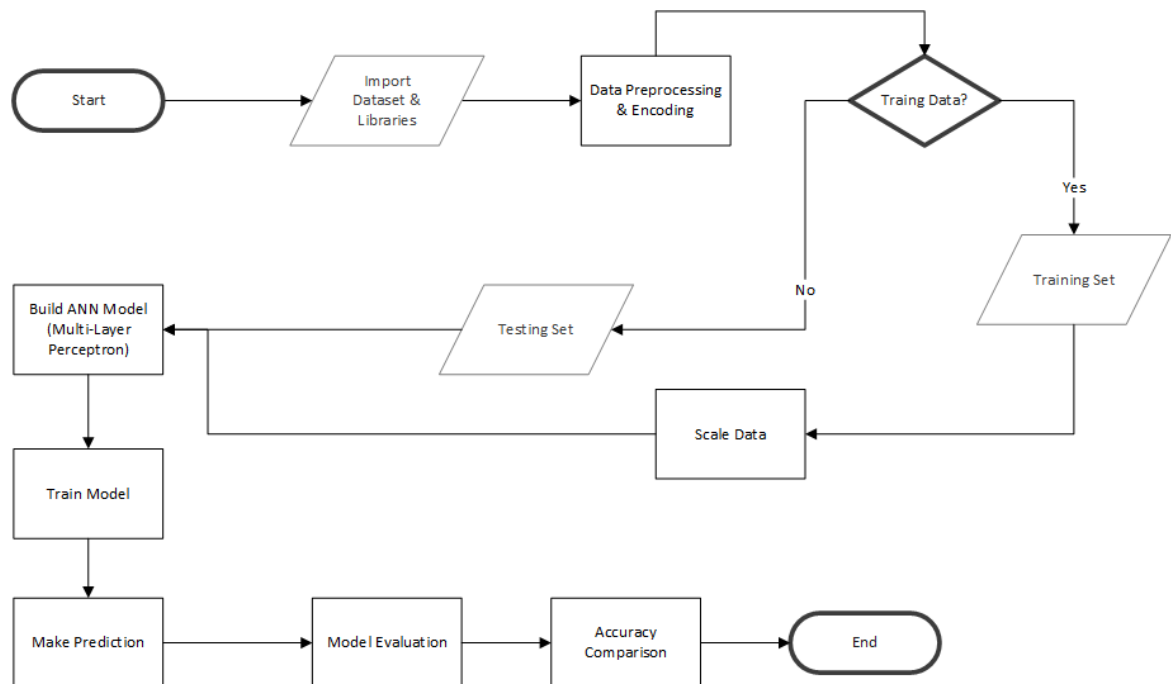 Start
Import
Dataset &
Libraries
Data Preprocessing
& Encoding
Traing Data?
Yes
No
Training Set
Testing Set
Build ANN Model
(Multi-Layer
Perceptron)
Scale Data
Train Model
Make Prediction
Model Evaluation
Accuracy
Comparison
End